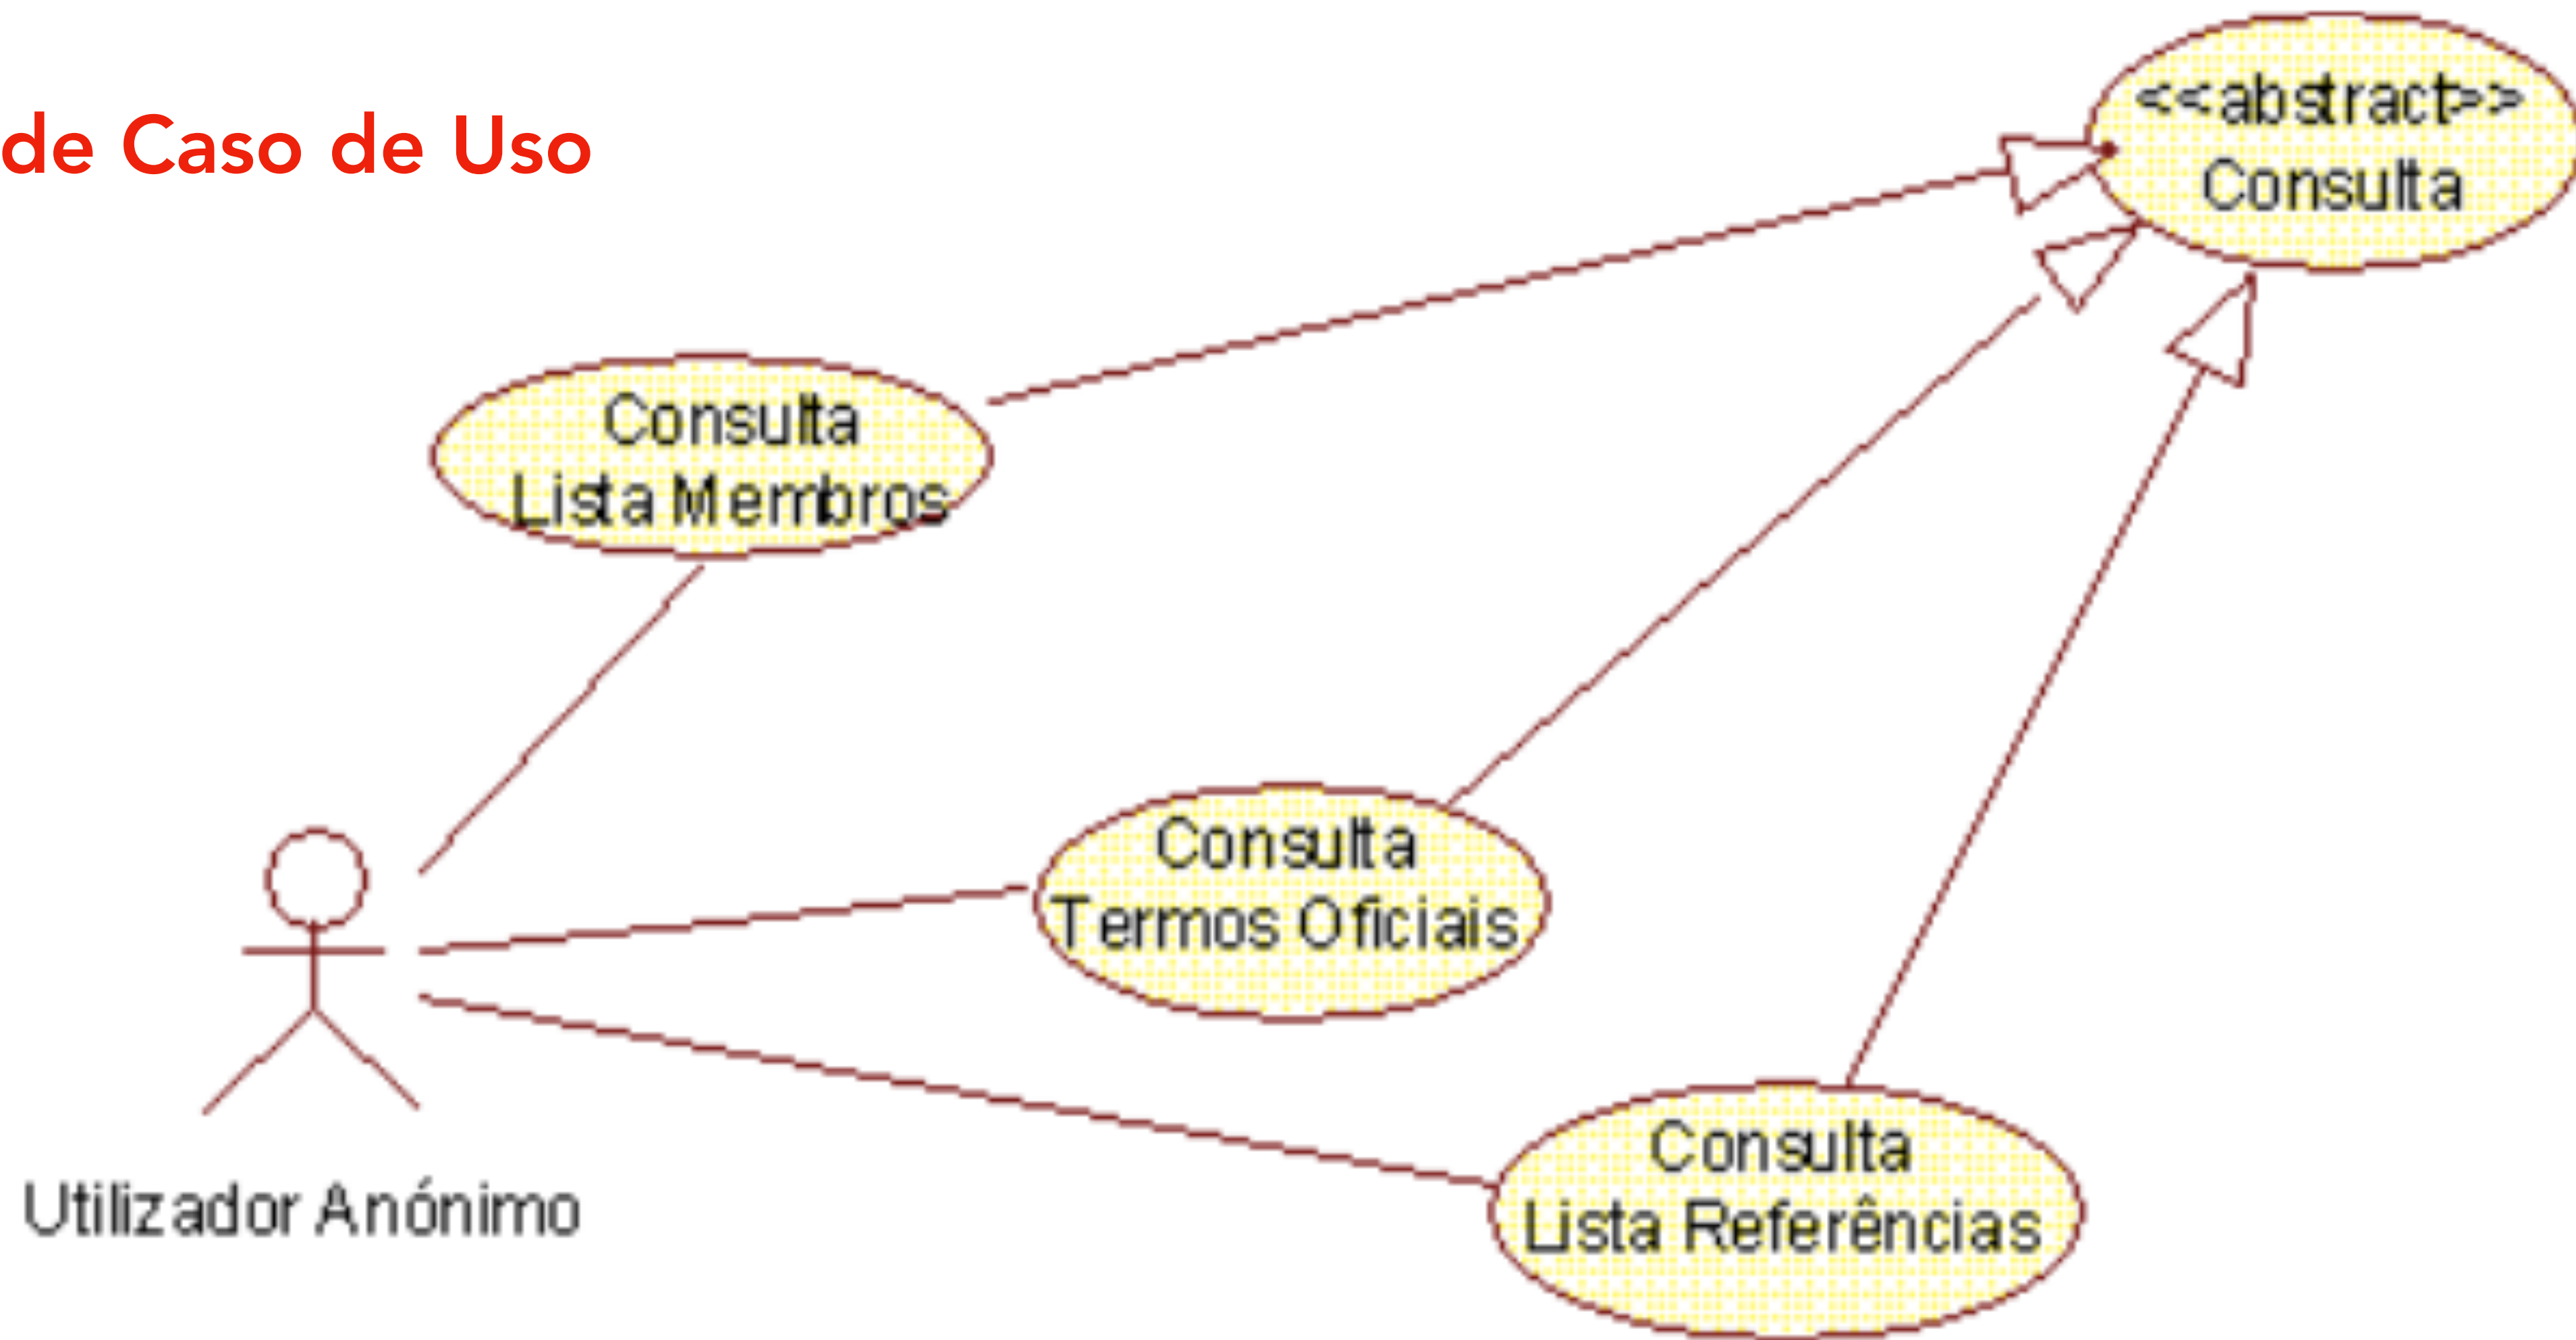 de Caso de Uso
<<abstract>>
Consulta
Consulta
Lista Membros
Consulta
Termos Oficiais
Consulta
Lista Referências
Utilizador Anónimo